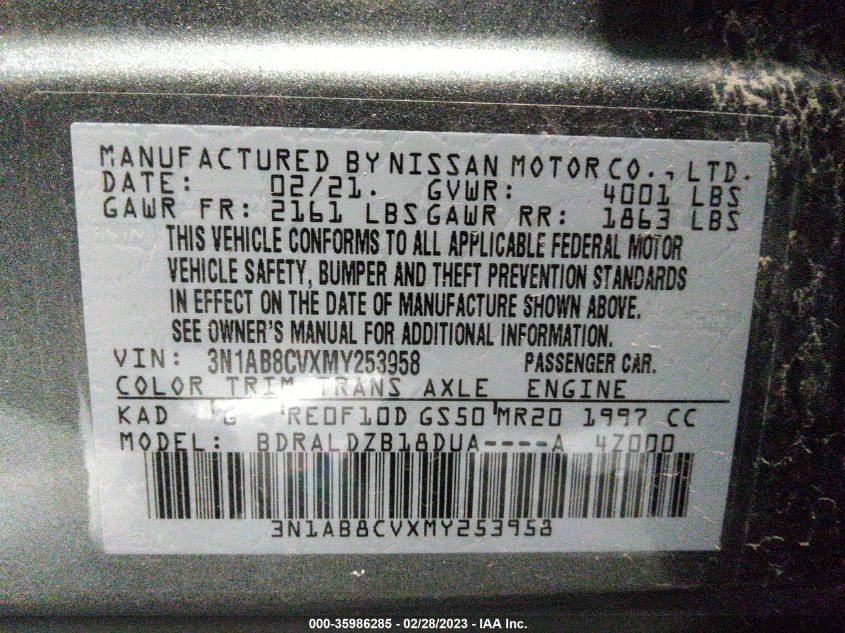 MANUFACTURED BY NISSAN MOTOR CO., LTD.
DATE: 02/21. GVWR: 4001 LBS
GAWR FR: 2161 LBS GAWR RR: 1863 LBS
THIS VEHICLE CONFORMS TO ALL APPLICABLE FEDERAL MOTOR
VEHICLE SAFETY, BUMPER AND THEFT PREVENTION STANDARDS
IN EFFECT ON THE DATE OF MANUFACTURE SHOWN ABOVE.
SEE OWNER'S MANUAL FOR ADDITIONAL INFORMATION.
VIN: 3N1AB8CVXMY253958 PASSENGER CAR.
COLOR TRIM TRANS AXLE ENGINE
KAD G RE0F10D GS50 MR20 1997 CC
MODEL: BDRALDZB18DUA----A 4Z000
3N1AB8CVXMY253958
000-35986285 - 02/28/2023 - IAA Inc.